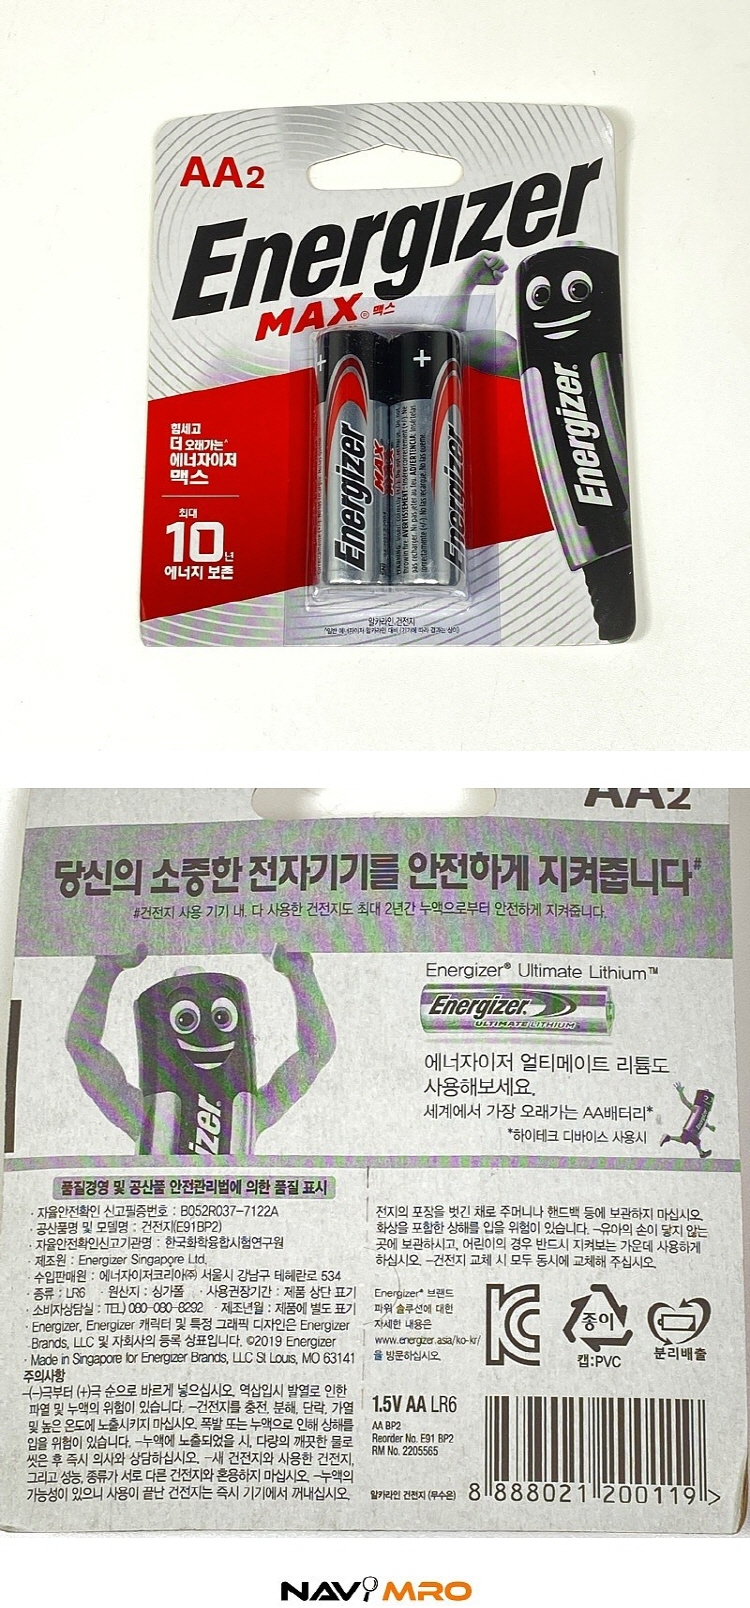 AA2
Energizer
MAX® 맥스
Energizer
힘세고
더 오래가는^
에너자이저
맥스
최대
10년
에너지 보존
+
+
Energizer
MAX
Energizer
알카라인 건전지
AA2
당신의 소중한 전자기기를 안전하게 지켜줍니다#
#건전지 사용 기기 내. 다 사용한 건전지도 최대 2년간 누액으로부터 안전하게 지켜줍니다.
Energizer® Ultimate Lithium™
Energizer
ULTIMATE LITHIUM
에너자이저 얼티메이트 리튬도
사용해보세요.
세계에서 가장 오래가는 AA배터리*
*하이테크 디바이스 사용시
izer
품질경영 및 공산품 안전관리법에 의한 품질 표시
· 자율안전확인 신고필증번호 : B052R037-7122A
· 공산품명 및 모델명 : 건전지(E91BP2)
· 자율안전확인신고기관명 : 한국화학융합시험연구원
· 제조원 : Energizer Singapore Ltd.
· 수입판매원 : 에너자이저코리아㈜ 서울시 강남구 테헤란로 534
· 종류 : LR6 · 원산지 : 싱가폴 · 사용권장기간 : 제품 상단 표기
· 소비자상담실 : TEL) 080-080-8292 · 제조년월 : 제품에 별도 표기
· Energizer, Energizer 캐릭터 및 특정 그래픽 디자인은 Energizer
Brands, LLC 및 자회사의 등록 상표입니다. ©2019 Energizer
· Made in Singapore for Energizer Brands, LLC St Louis, MO 63141
주의사항
-(-)극부터 (+)극 순으로 바르게 넣으십시오. 역삽입시 발열로 인한
파열 및 누액의 위험이 있습니다. -건전지를 충전, 분해, 단락, 가열
및 높은 온도에 노출시키지 마십시오. 폭발 또는 누액으로 인해 상해를
입을 위험이 있습니다. -누액에 노출되었을 시, 다량의 깨끗한 물로
씻은 후 즉시 의사와 상담하십시오. -새 건전지와 사용한 건전지,
그리고 성능, 종류가 서로 다른 건전지와 혼용하지 마십시오. -누액의
가능성이 있으니 사용이 끝난 건전지는 즉시 기기에서 꺼내십시오.
전지의 포장을 벗긴 채로 주머니나 핸드백 등에 보관하지 마십시오.
화상을 포함한 상해를 입을 위험이 있습니다. -유아의 손이 닿지 않는
곳에 보관하시고, 어린이의 경우 반드시 지켜보는 가운데 사용하게
하십시오. -건전지 교체 시 모두 동시에 교체해 주십시오.
Energizer® 브랜드
파워 솔루션에 대한
자세한 내용은
www.energizer.asia/ko-kr/
을 방문하십시오.
종이
캡:PVC
분리배출
1.5V AA LR6
AA BP2
Reorder No. E91 BP2
RM No. 2205565
알카라인 건전지 (무수은)
8 888021 200119 >
NAVI MRO